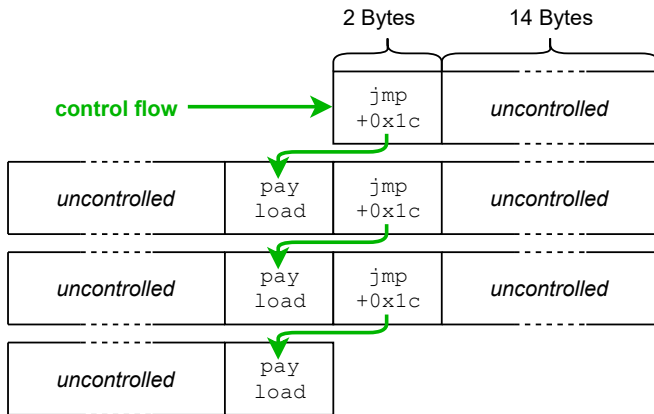 2 Bytes 14 Bytes
control flow jmp uncontrolled
+0x1c
uncontrolled pay jmp uncontrolled
load +0x1c
uncontrolled pay jmp uncontrolled
load +0x1c
uncontrolled pay
load